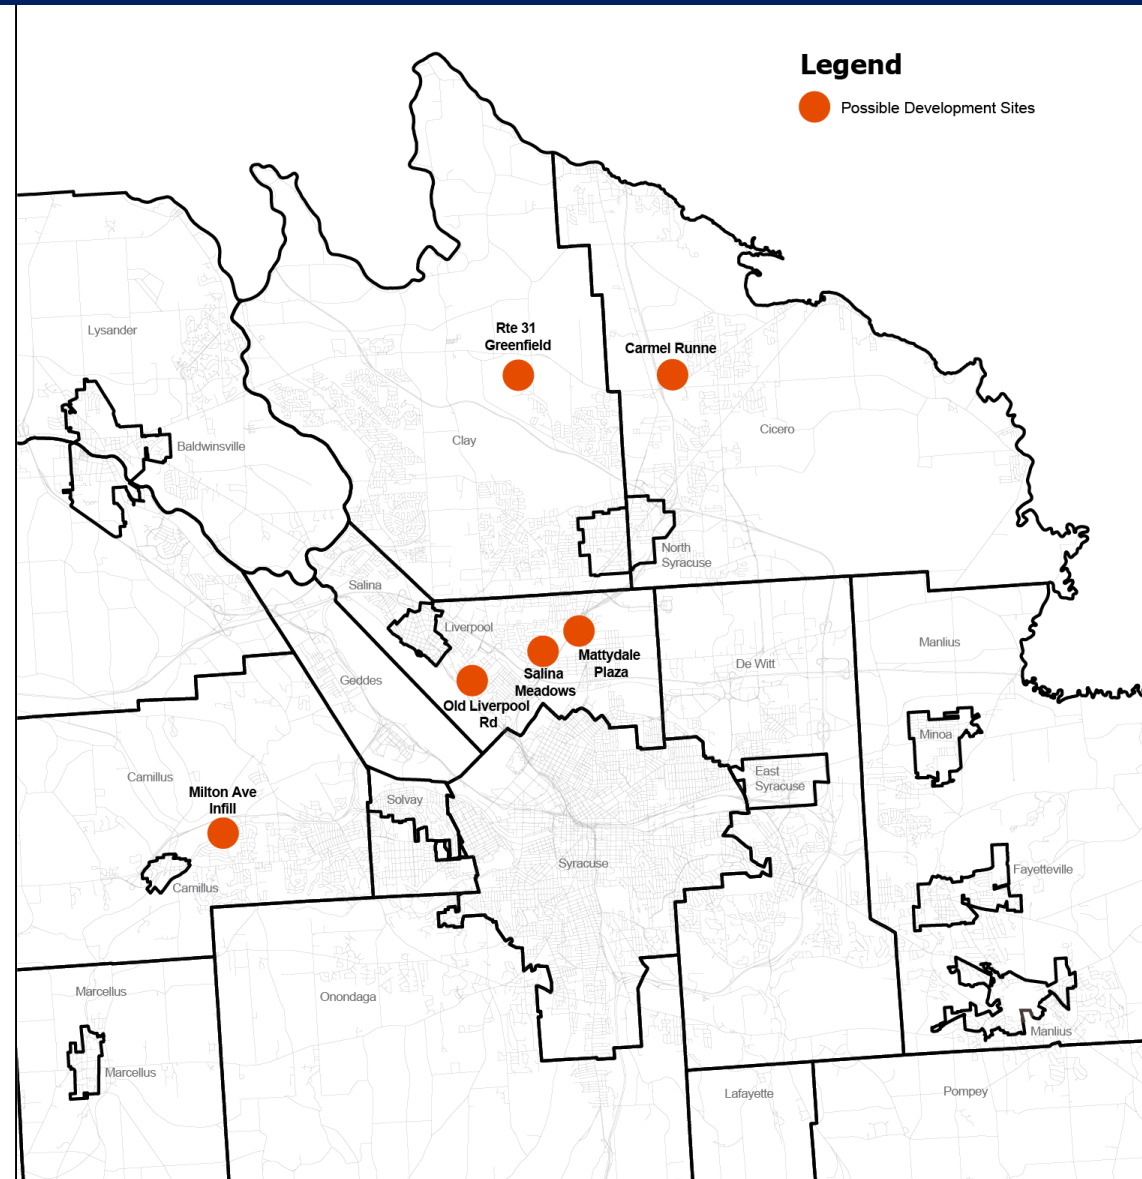 Legend
Possible Development Sites
Lysander
Rte 31
Greenfield
Carmel Runne
Clay
Cicero
Baldwinsville
North
Syracuse
Salina
Liverpool
Mattydale
Plaza
Salina
Meadows
Old Liverpool
Rd
De Witt
Manlius
Geddes
Minoa
Camillus
Milton Ave
Infill
Solvay
East
Syracuse
Syracuse
Camillus
Fayetteville
Marcellus
Onondaga
Manlius
Marcellus
Lafayette
Pompey